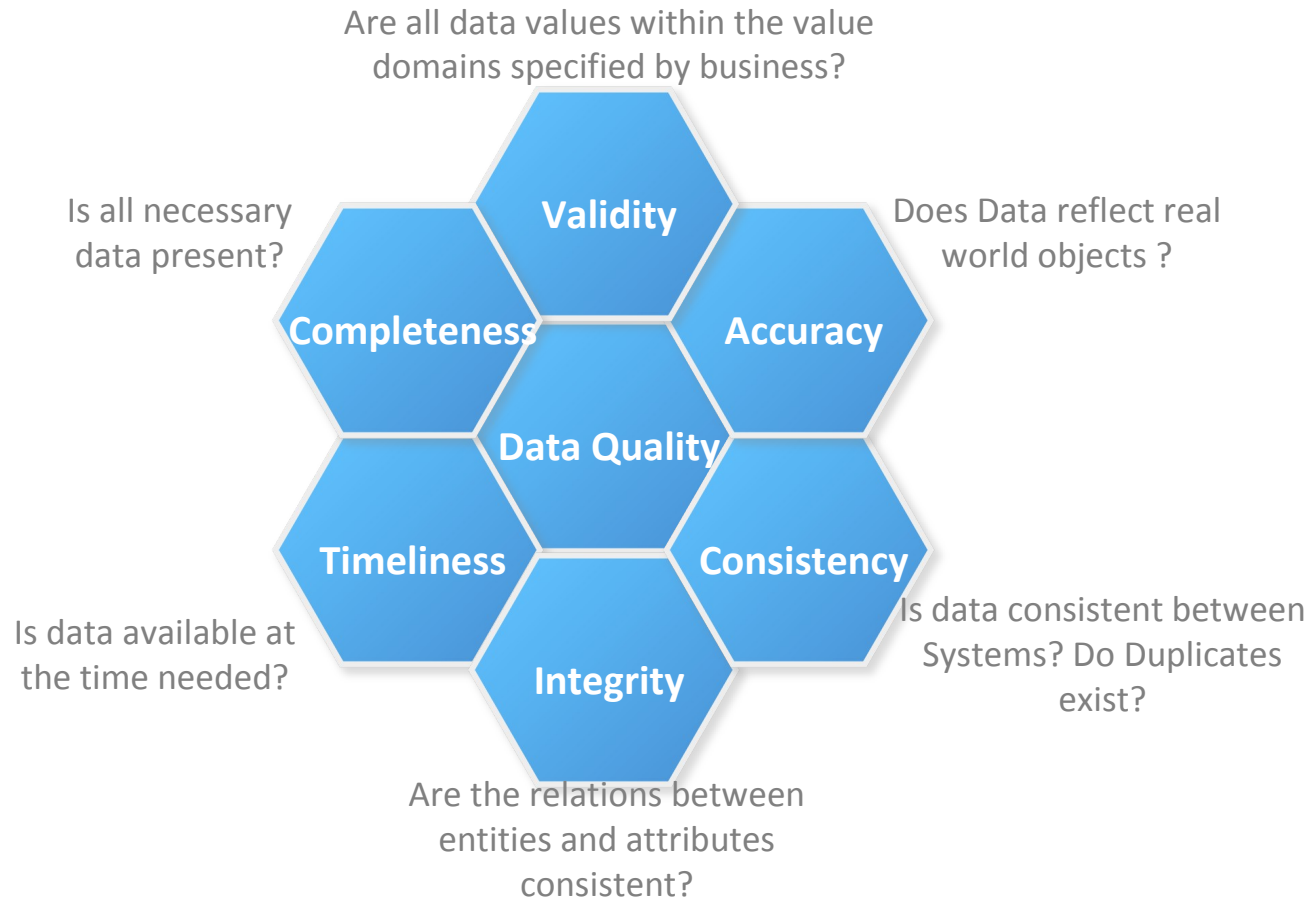 Are all data values within the value
domains specified by business?
Validity
Is all necessary
data present?
Does Data reflect real
world objects ?
Completeness
Accuracy
Data Quality
Timeliness
Consistency
Is data available at
the time needed?
Is data consistent between
Systems? Do Duplicates
exist?
Integrity
Are the relations between
entities and attributes
consistent?